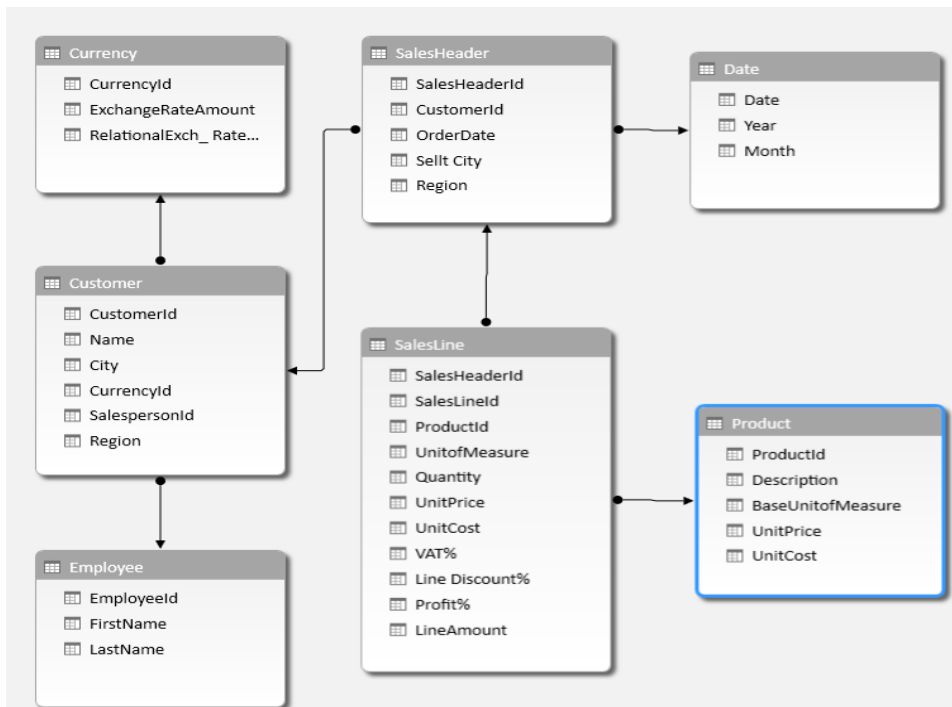 Currency
CurrencyId
ExchangeRateAmount
RelationalExch_ Rate...
SalesHeader
SalesHeaderId
CustomerId
OrderDate
Sellt City
Region
Date
Date
Year
Month
Customer
CustomerId
Name
City
CurrencyId
SalespersonId
Region
SalesLine
SalesHeaderId
SalesLineId
ProductId
UnitofMeasure
Quantity
UnitPrice
UnitCost
VAT%
Line Discount%
Profit%
LineAmount
Product
ProductId
Description
BaseUnitofMeasure
UnitPrice
UnitCost
Employee
EmployeeId
FirstName
LastName